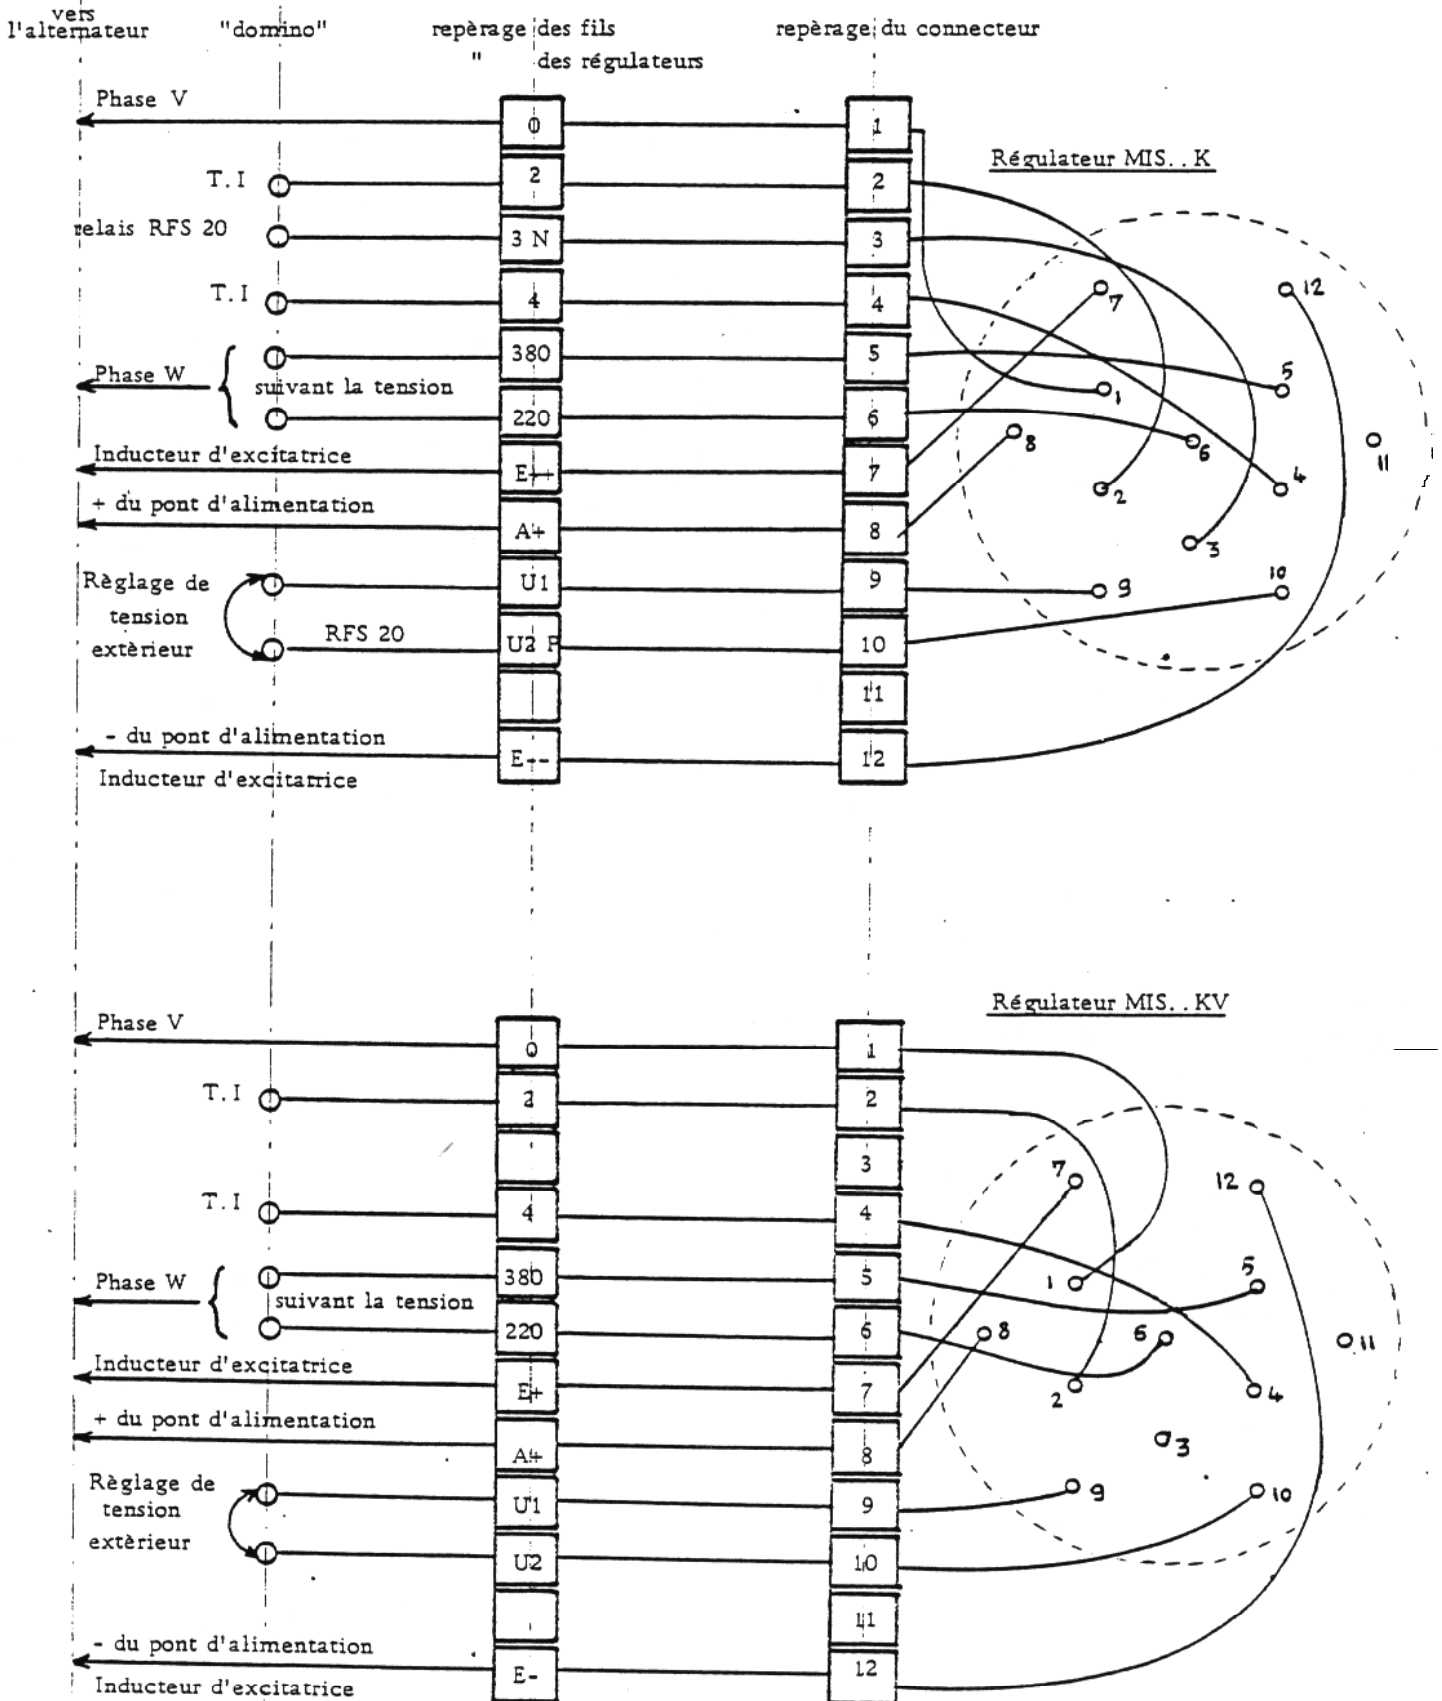 vers
l'alternateur
"domino"
repèrage des fils
" des régulateurs
repèrage du connecteur
Phase V
0
1
Régulateur MIS..K
T.I
2
2
relais RFS 20
3 N
3
T.I
4
4
380
5
Phase W
suivant la tension
220
6
Inducteur d'excitatrice
E++
7
+ du pont d'alimentation
A+
8
Règlage de
tension
extèrieur
U1
9
RFS 20
U2 P
10
11
- du pont d'alimentation
E--
12
Inducteur d'excitatrice
7
12
1
5
8
6
11
2
4
3
9
10
Régulateur MIS..KV
Phase V
0
1
T.I
2
2
3
T.I
4
4
380
5
Phase W
suivant la tension
220
6
Inducteur d'excitatrice
E+
7
+ du pont d'alimentation
A+
8
Règlage de
tension
extèrieur
U1
9
U2
10
11
- du pont d'alimentation
E-
12
Inducteur d'excitatrice
7
12
1
5
8
6
11
2
4
3
9
10